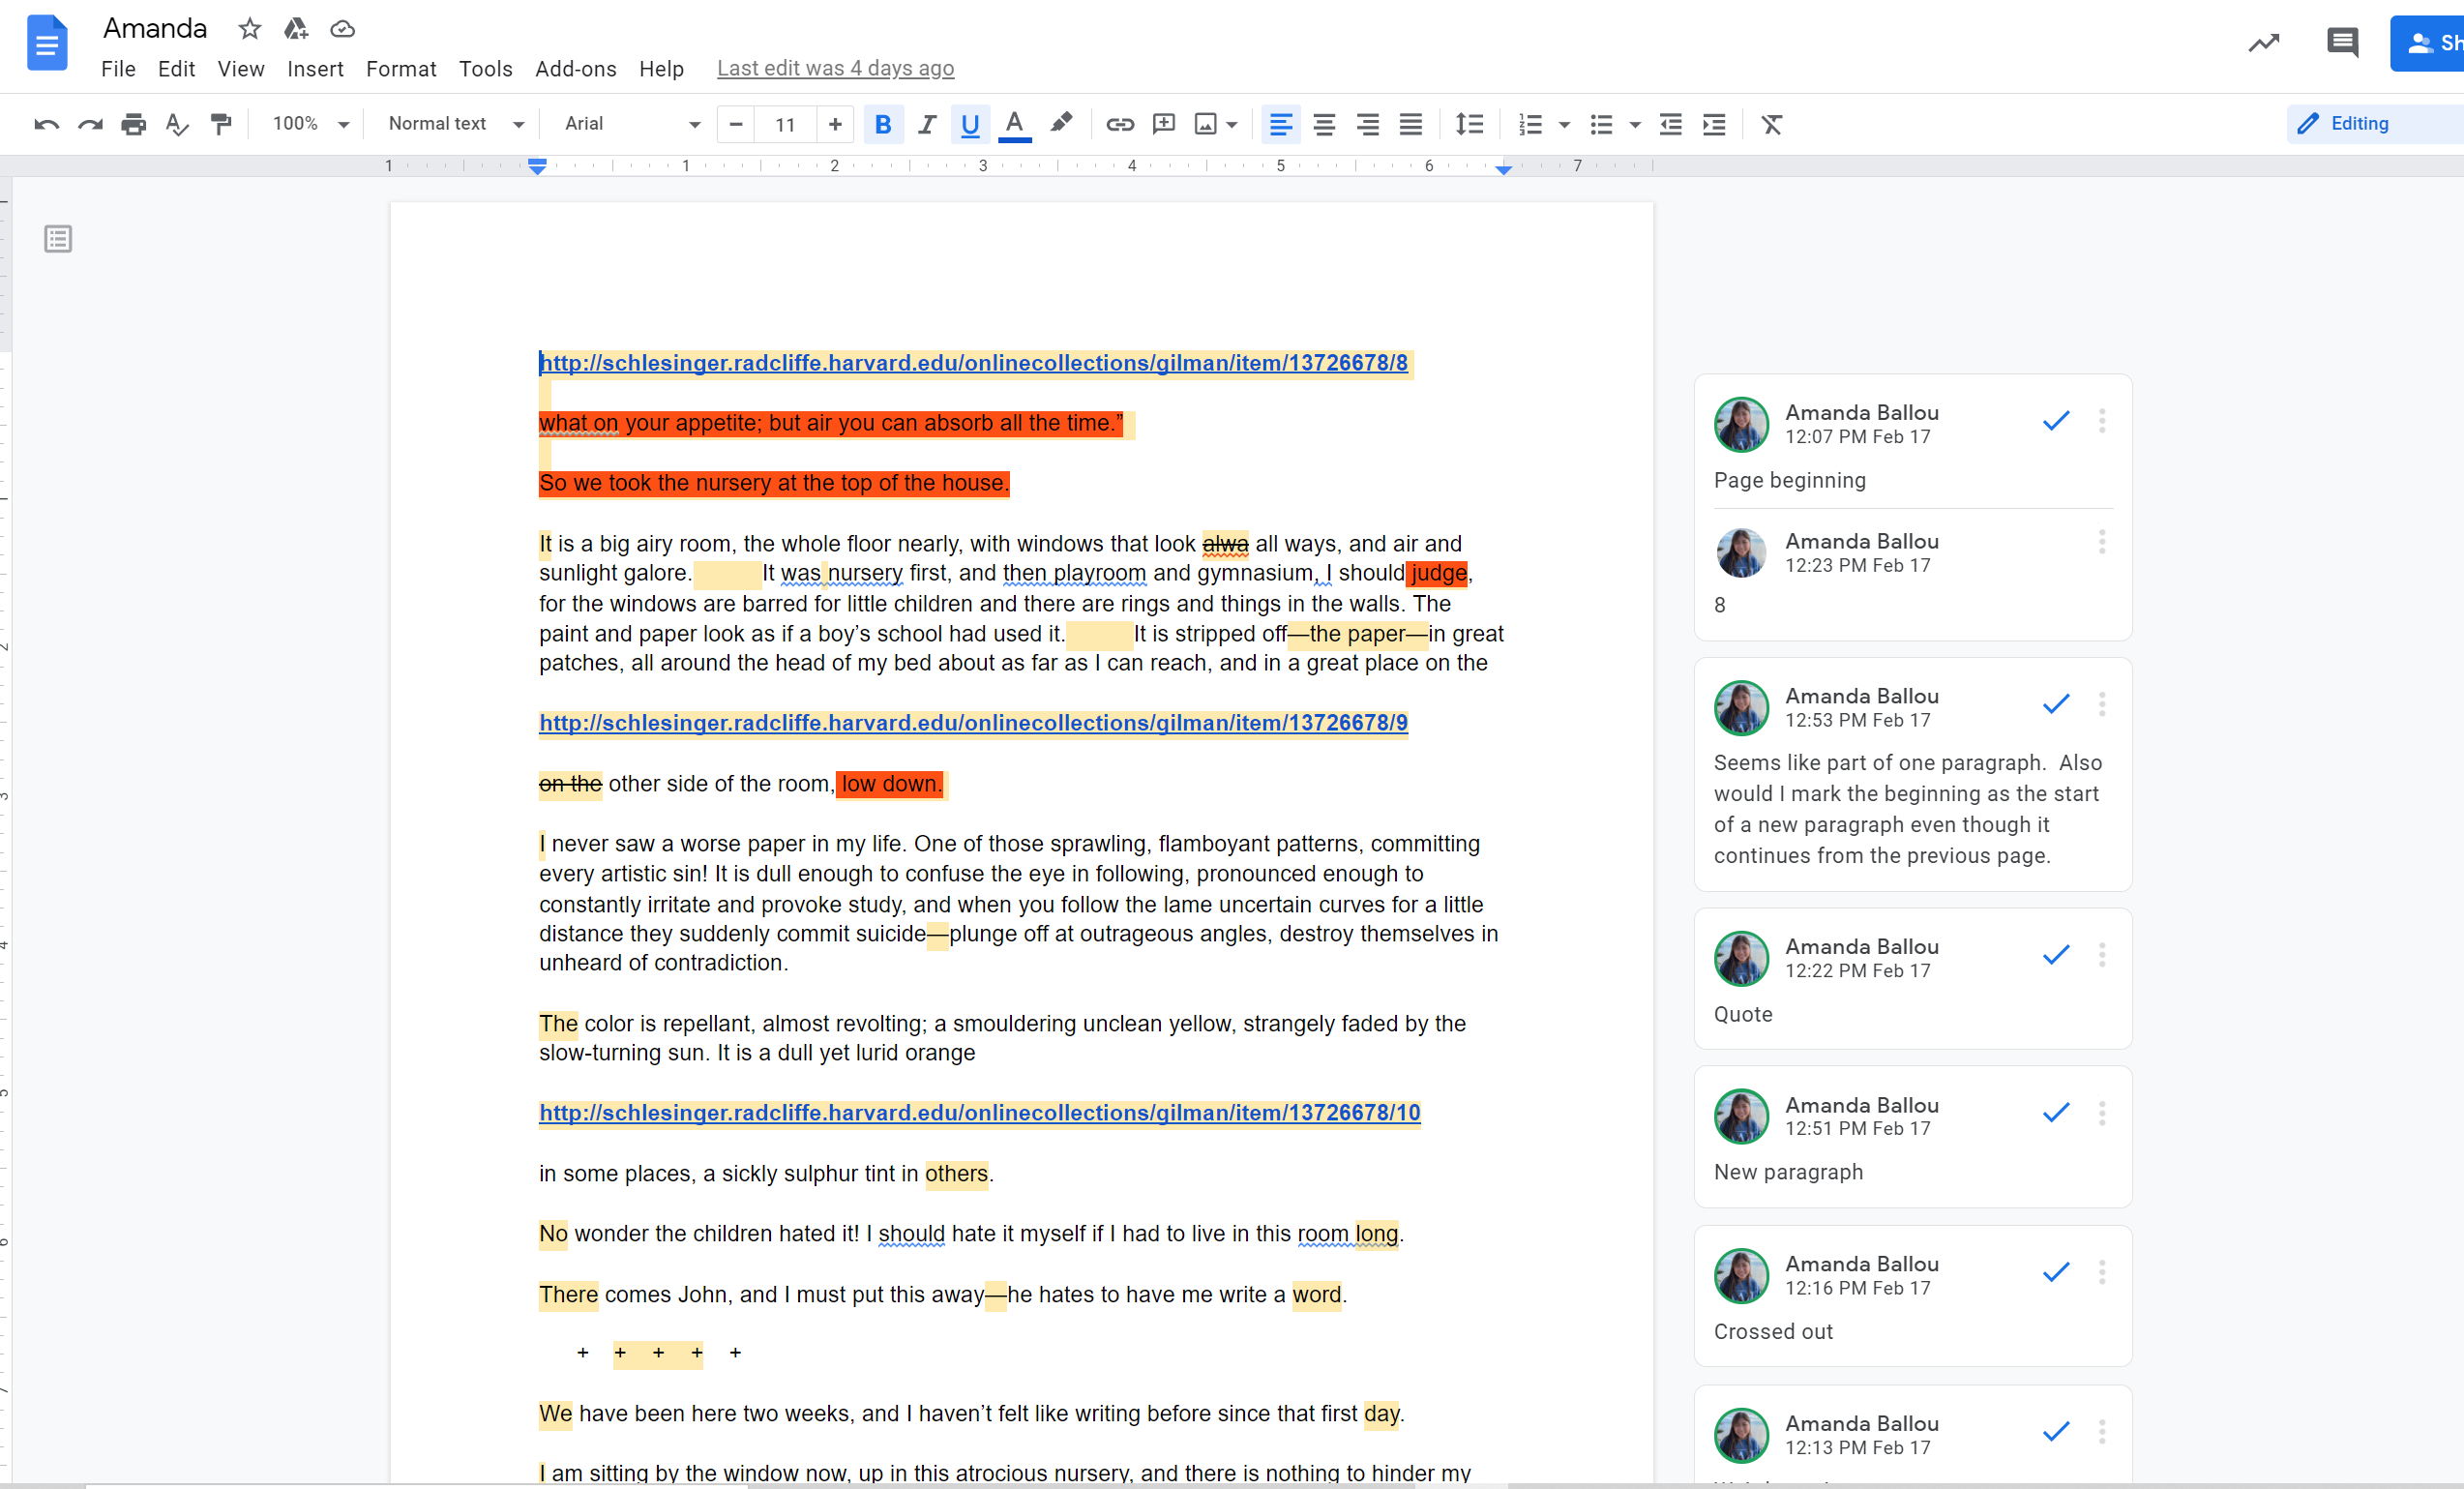 Amanda
File Edit View Insert Format Tools Add-ons Help Last edit was 4 days ago
100% Normal text Arial 11 B I U A Editing
1 1 2 3 4 5 6 7
http://schlesinger.radcliffe.harvard.edu/onlinecollections/gilman/item/13726678/8
what on your appetite; but air you can absorb all the time.”
So we took the nursery at the top of the house.
It is a big airy room, the whole floor nearly, with windows that look alwa all ways, and air and
sunlight galore. It was nursery first, and then playroom and gymnasium, I should judge,
for the windows are barred for little children and there are rings and things in the walls. The
paint and paper look as if a boy’s school had used it. It is stripped off—the paper—in great
patches, all around the head of my bed about as far as I can reach, and in a great place on the
http://schlesinger.radcliffe.harvard.edu/onlinecollections/gilman/item/13726678/9
on the other side of the room, low down.
I never saw a worse paper in my life. One of those sprawling, flamboyant patterns, committing
every artistic sin! It is dull enough to confuse the eye in following, pronounced enough to
constantly irritate and provoke study, and when you follow the lame uncertain curves for a little
distance they suddenly commit suicide—plunge off at outrageous angles, destroy themselves in
unheard of contradiction.
The color is repellant, almost revolting; a smouldering unclean yellow, strangely faded by the
slow-turning sun. It is a dull yet lurid orange
http://schlesinger.radcliffe.harvard.edu/onlinecollections/gilman/item/13726678/10
in some places, a sickly sulphur tint in others.
No wonder the children hated it! I should hate it myself if I had to live in this room long.
There comes John, and I must put this away—he hates to have me write a word.
+ + + + +
We have been here two weeks, and I haven’t felt like writing before since that first day.
I am sitting by the window now, up in this atrocious nursery, and there is nothing to hinder my
Amanda Ballou
12:07 PM Feb 17
Page beginning
Amanda Ballou
12:23 PM Feb 17
8
Amanda Ballou
12:53 PM Feb 17
Seems like part of one paragraph. Also
would I mark the beginning as the start
of a new paragraph even though it
continues from the previous page.
Amanda Ballou
12:22 PM Feb 17
Quote
Amanda Ballou
12:51 PM Feb 17
New paragraph
Amanda Ballou
12:16 PM Feb 17
Crossed out
Amanda Ballou
12:13 PM Feb 17
2
3
4
5
6
7